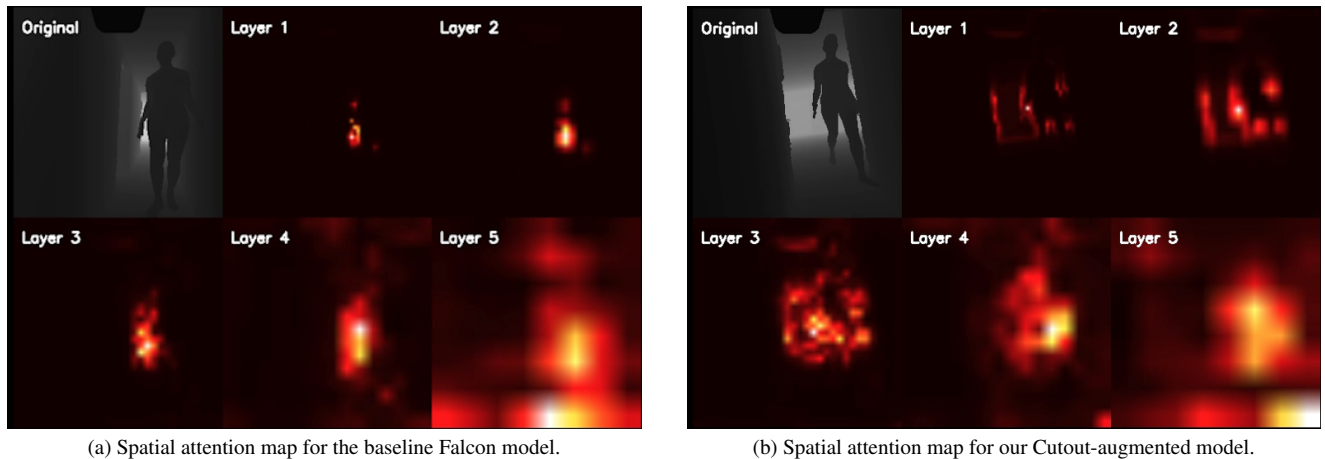 Original
Layer 1
Layer 2
Layer 3
Layer 4
Layer 5
(a) Spatial attention map for the baseline Falcon model.
Original
Layer 1
Layer 2
Layer 3
Layer 4
Layer 5
(b) Spatial attention map for our Cutout-augmented model.